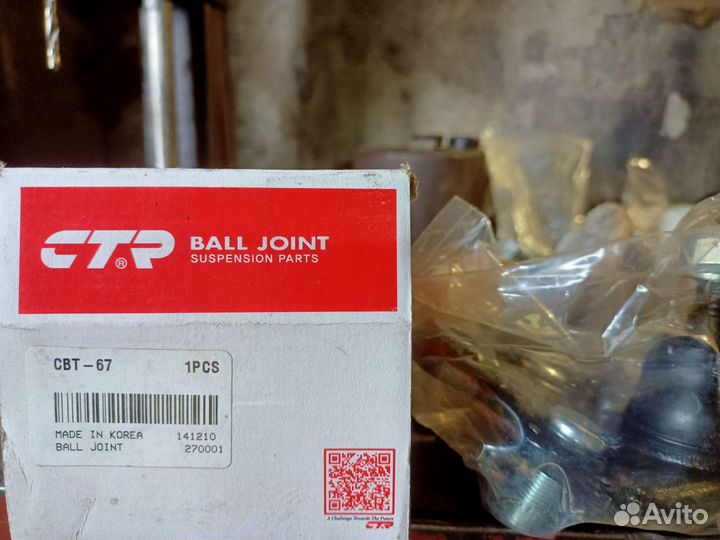 CTR®
BALL JOINT
SUSPENSION PARTS
CBT-67 1PCS
MADE IN KOREA 141210
BALL JOINT 270001
A Challenge Towards The Future
CTR
Avito